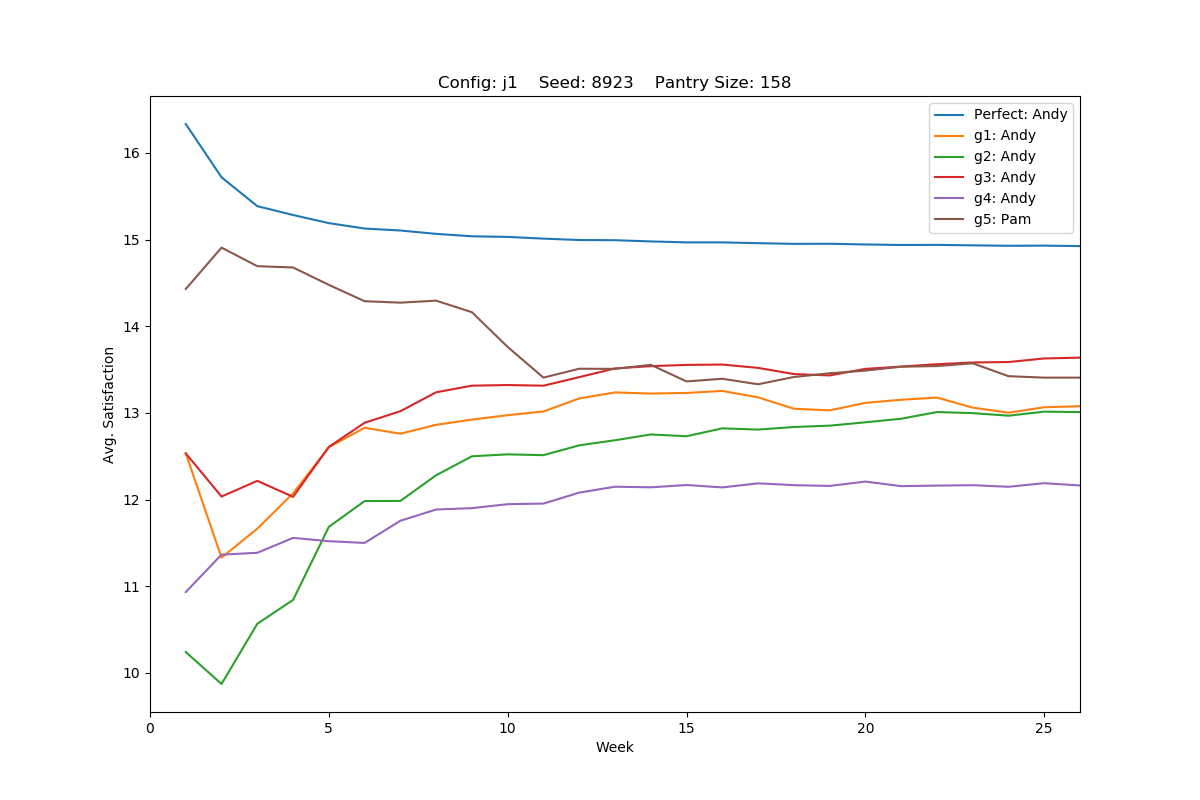 Config: j1    Seed: 8923    Pantry Size: 158
Perfect: Andy
g1: Andy
g2: Andy
g3: Andy
g4: Andy
g5: Pam
Avg. Satisfaction
16
15
14
13
12
11
10
0 5 10 15 20 25
Week